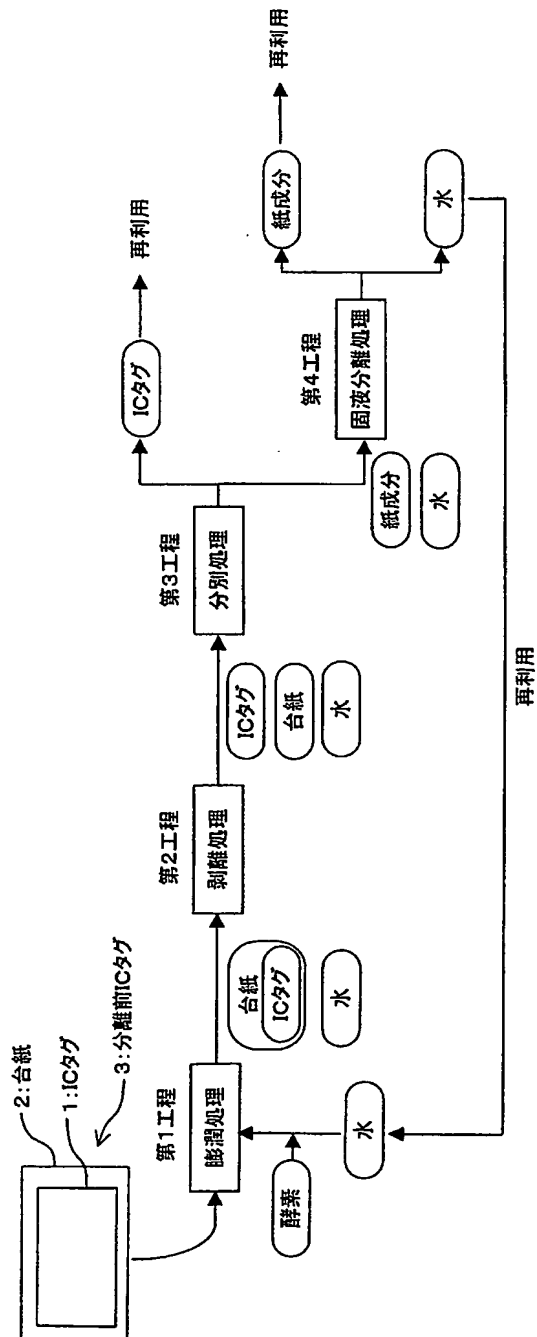 2:台紙
1:ICタグ
3:分離前ICタグ
第1工程
膨潤処理
酵素
水
台紙
ICタグ
水
第2工程
剥離処理
ICタグ
台紙
水
第3工程
分別処理
ICタグ
再利用
紙成分
水
第4工程
固液分離処理
紙成分
再利用
水
再利用